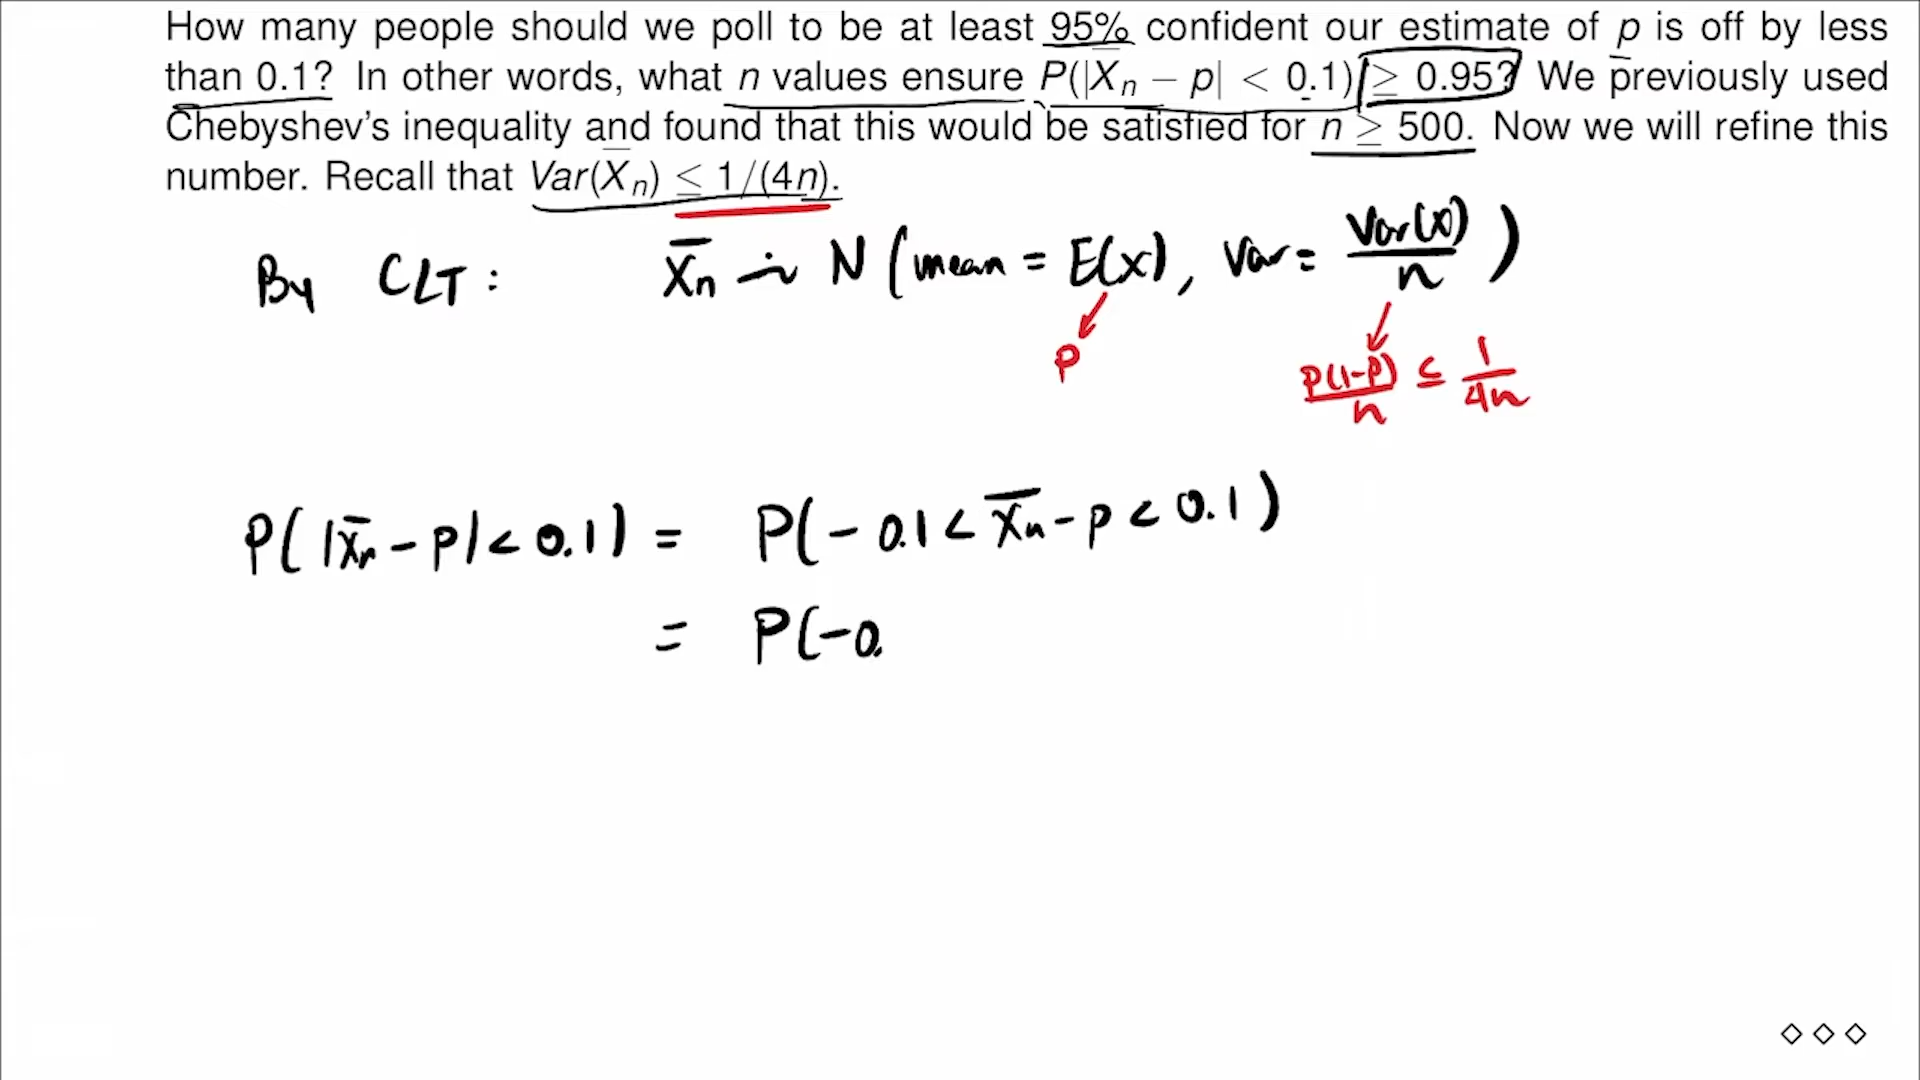 How many people should we poll to be at least 95% confident our estimate of p is off by less
than 0.1? In other words, what n values ensure P(|X̄n − p| < 0.1) ≥ 0.95? We previously used
Chebyshev's inequality and found that this would be satisfied for n ≥ 500. Now we will refine this
number. Recall that Var(X̄n) ≤ 1/(4n).
By CLT: X̄n ∼̇ N(mean = E(X), Var = Var(X)/n)
p
p(1-p)/n ≤ 1/4n
P(|X̄n - p| < 0.1) = P(-0.1 < X̄n - p < 0.1)
= P(-0.